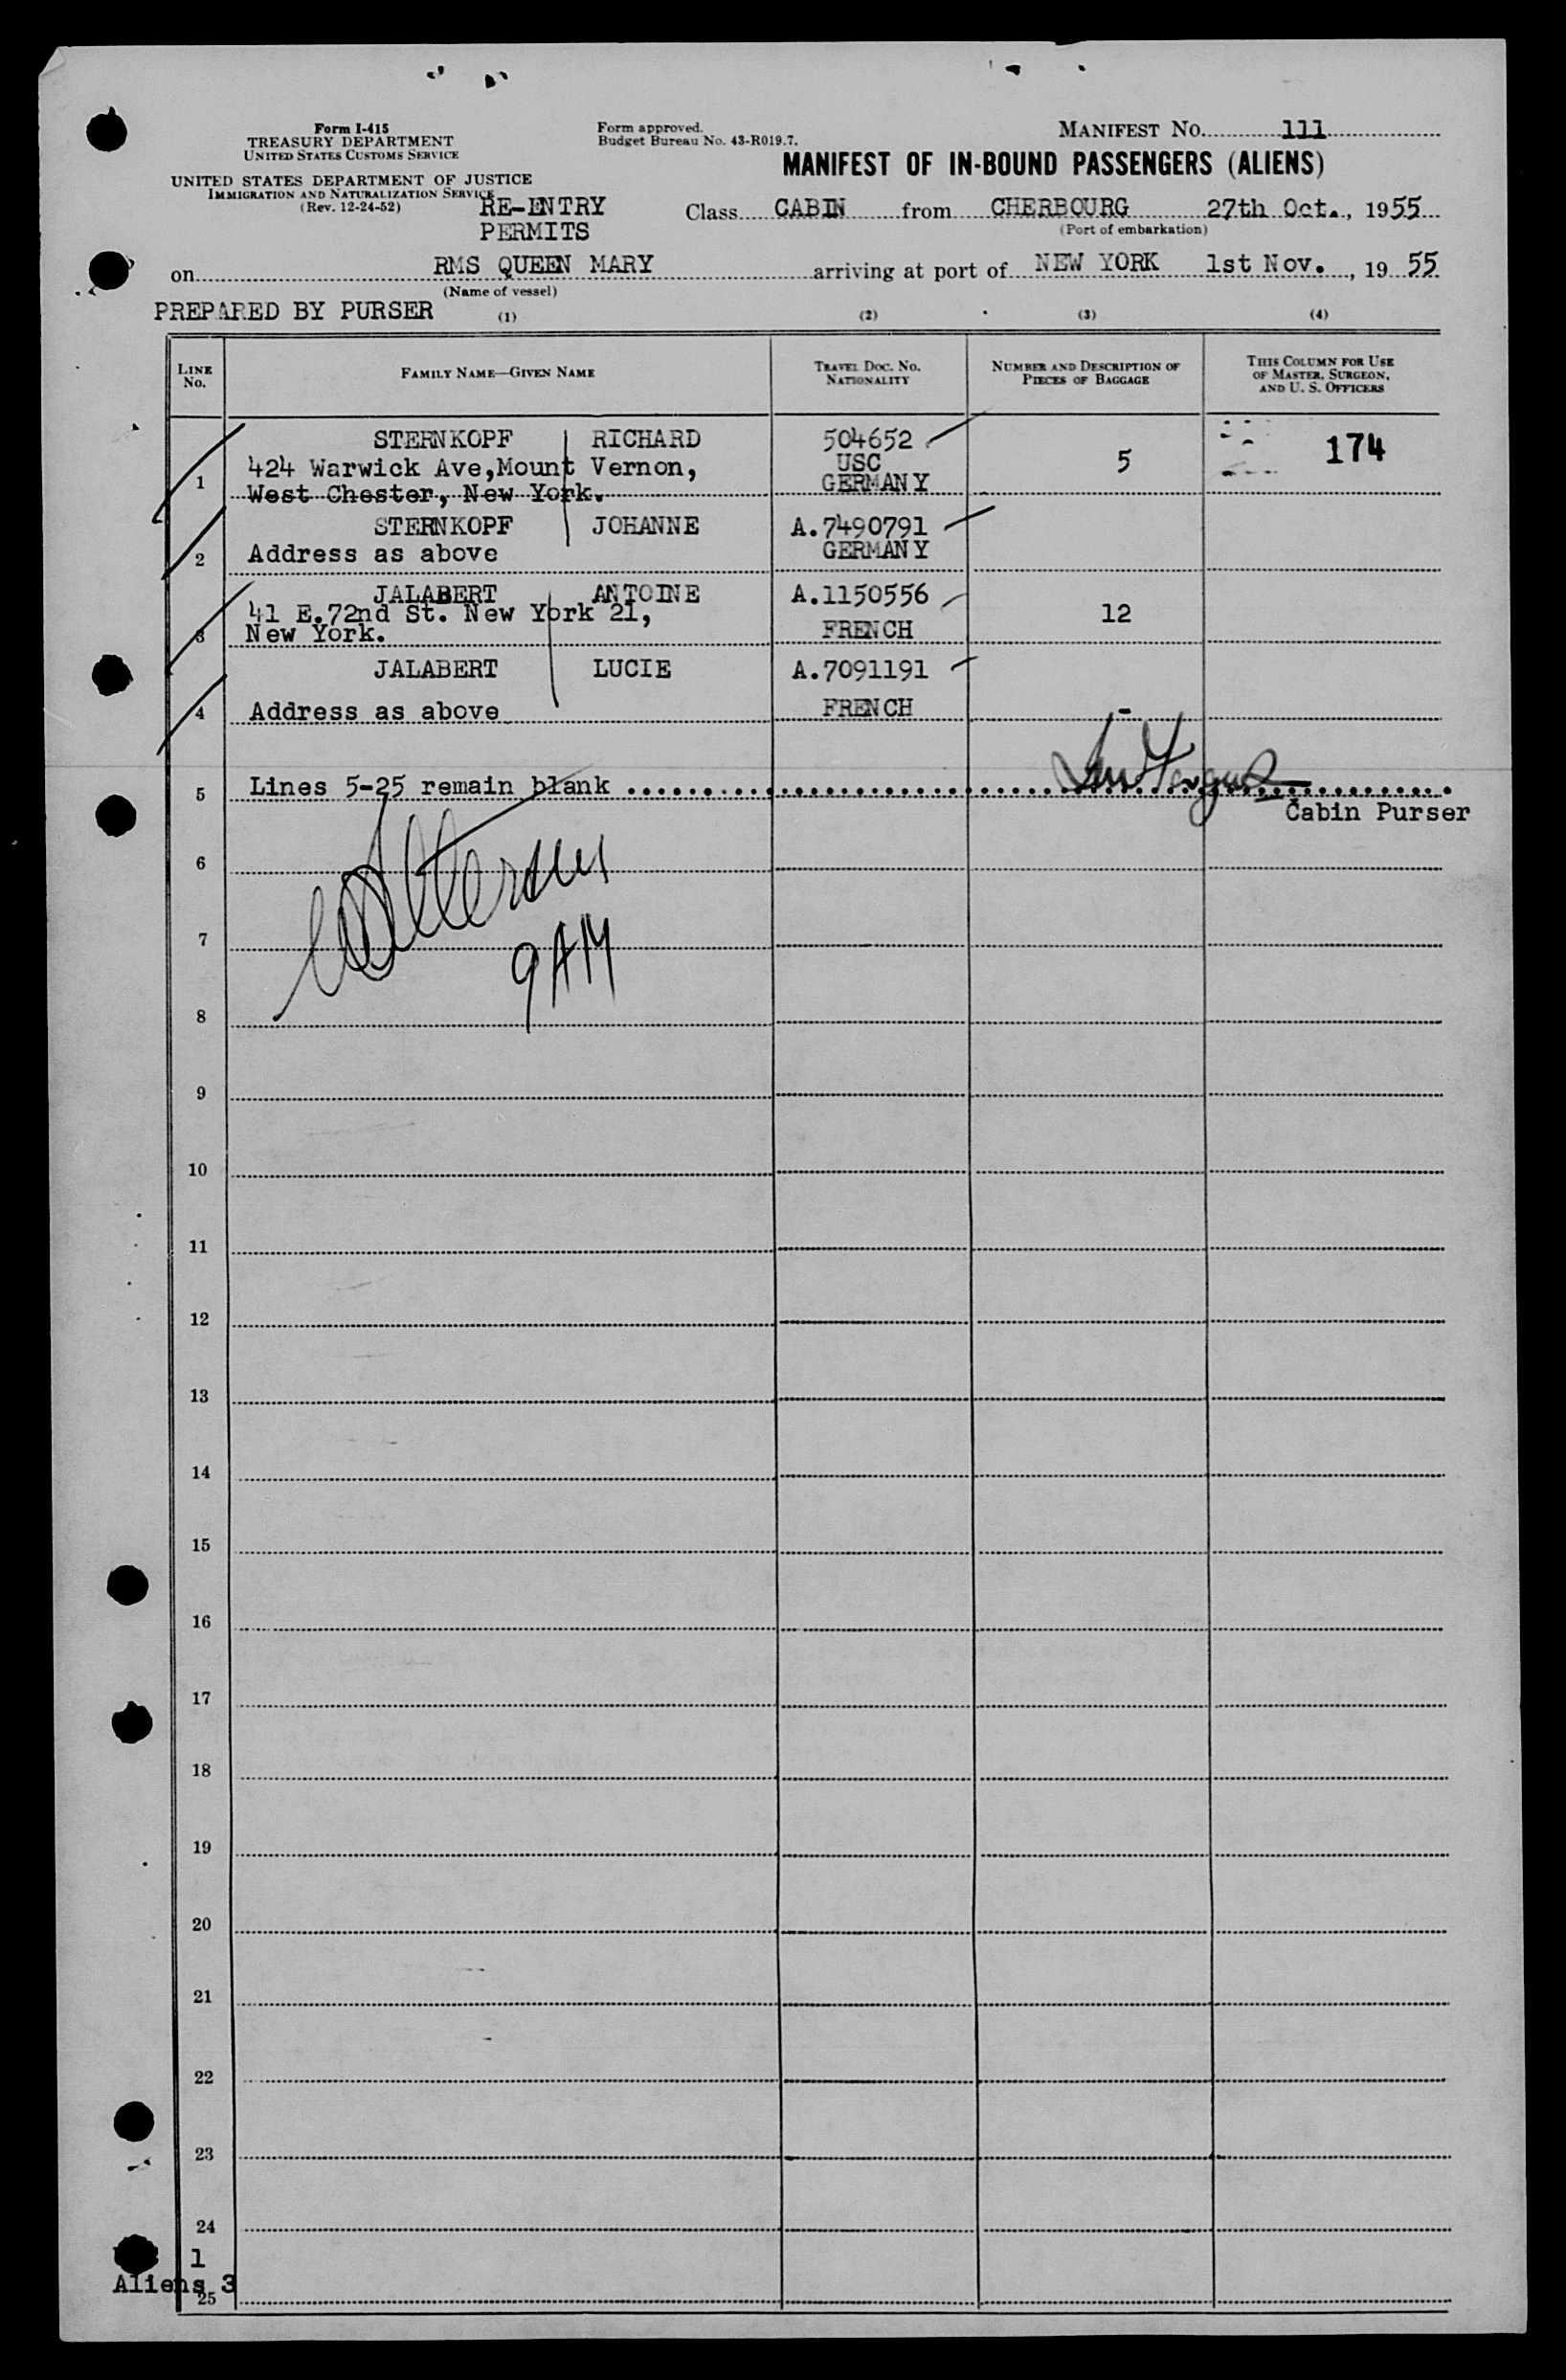 Form I-415
TREASURY DEPARTMENT
UNITED STATES CUSTOMS SERVICE
UNITED STATES DEPARTMENT OF JUSTICE
IMMIGRATION AND NATURALIZATION SERVICE
(Rev. 12-24-52)
RE-ENTRY
PERMITS
Form approved.
Budget Bureau No. 43-R019.7.
MANIFEST NO. 111
MANIFEST OF IN-BOUND PASSENGERS (ALIENS)
Class CABIN from CHERBOURG 27th Oct., 1955
(Port of embarkation)
on RMS QUEEN MARY arriving at port of NEW YORK 1st Nov., 1955
(Name of vessel)
PREPARED BY PURSER
(1) (2) (3) (4)
LINE No. FAMILY NAME—GIVEN NAME TRAVEL DOC. NO. NATIONALITY NUMBER AND DESCRIPTION OF PIECES OF BAGGAGE THIS COLUMN FOR USE OF MASTER, SURGEON, AND U. S. OFFICERS
STERNKOPF RICHARD 504652 174
424 Warwick Ave,Mount Vernon, USC 5
1 West Chester, New York. GERMANY
STERNKOPF JOHANNE A.7490791
2 Address as above GERMANY
JALABERT ANTOINE A.1150556
41 E.72nd St. New York 21, 12
3 New York. FRENCH
JALABERT LUCIE A.7091191
4 Address as above FRENCH -
5 Lines 5-25 remain blank
Cabin Purser
6
7
9AM
8
9
10
11
12
13
14
15
16
17
18
19
20
21
22
23
24
1
Aliens 3
25